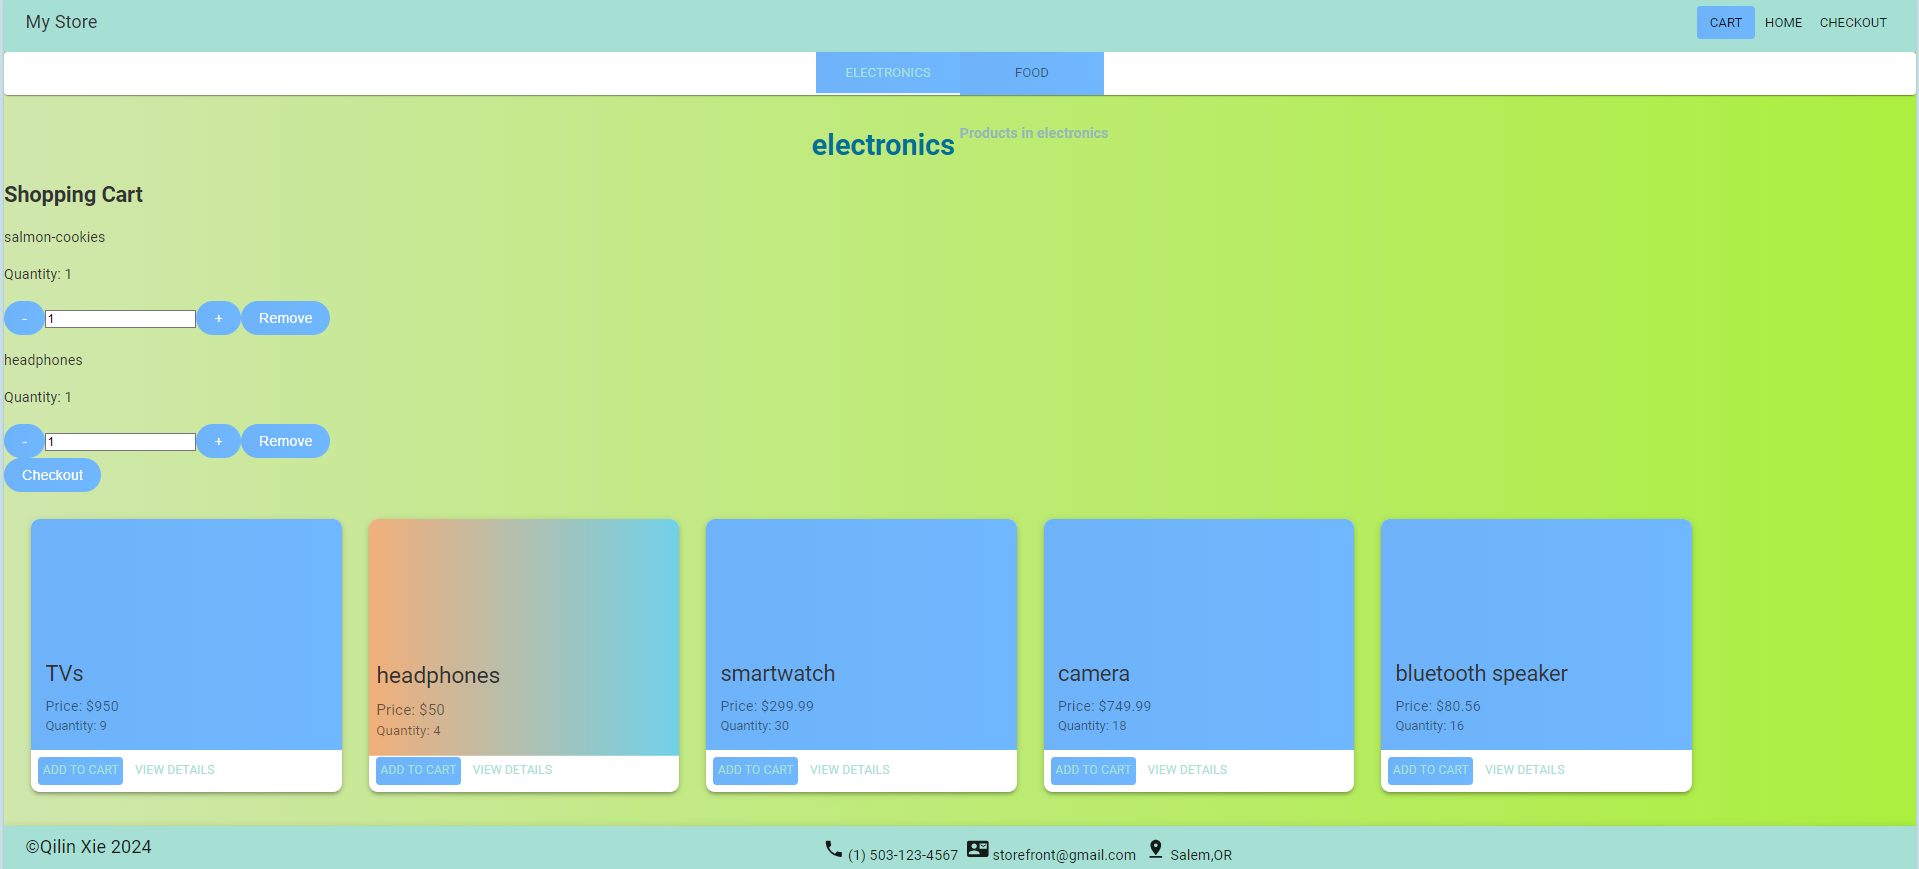 My Store
CART HOME CHECKOUT
ELECTRONICS FOOD
electronics Products in electronics
Shopping Cart
salmon-cookies
Quantity: 1
- 1 + Remove
headphones
Quantity: 1
- 1 + Remove
Checkout
TVs
Price: $950
Quantity: 9
ADD TO CART VIEW DETAILS
headphones
Price: $50
Quantity: 4
ADD TO CART VIEW DETAILS
smartwatch
Price: $299.99
Quantity: 30
ADD TO CART VIEW DETAILS
camera
Price: $749.99
Quantity: 18
ADD TO CART VIEW DETAILS
bluetooth speaker
Price: $80.56
Quantity: 16
ADD TO CART VIEW DETAILS
©Qilin Xie 2024
(1) 503-123-4567 storefront@gmail.com Salem,OR